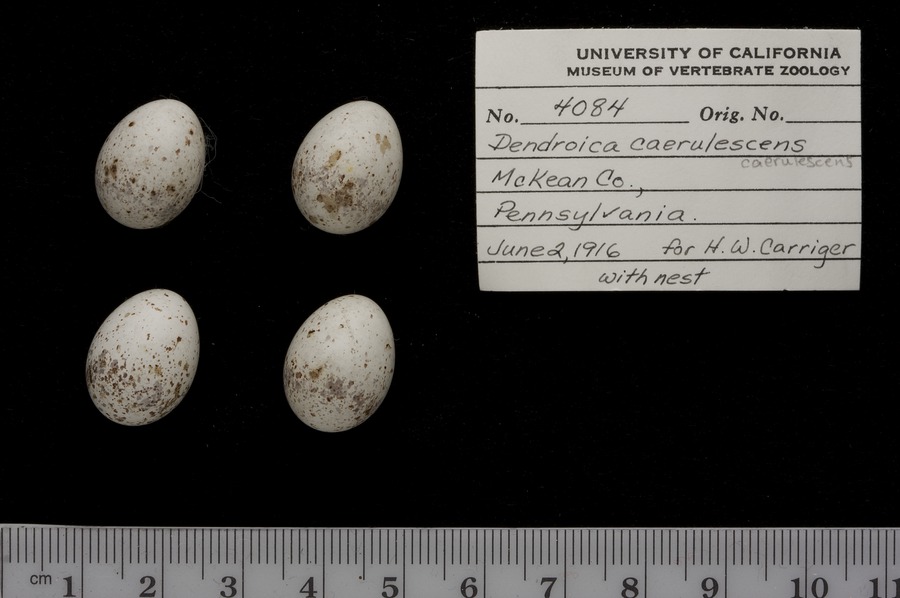 UNIVERSITY OF CALIFORNIA
MUSEUM OF VERTEBRATE ZOOLOGY
No. 4084 Orig. No.
Dendroica caerulescens
caerulescens
McKean Co.,
Pennsylvania.
June 2, 1916 for H.W. Carriger
with nest
cm 1 2 3 4 5 6 7 8 9 10 11